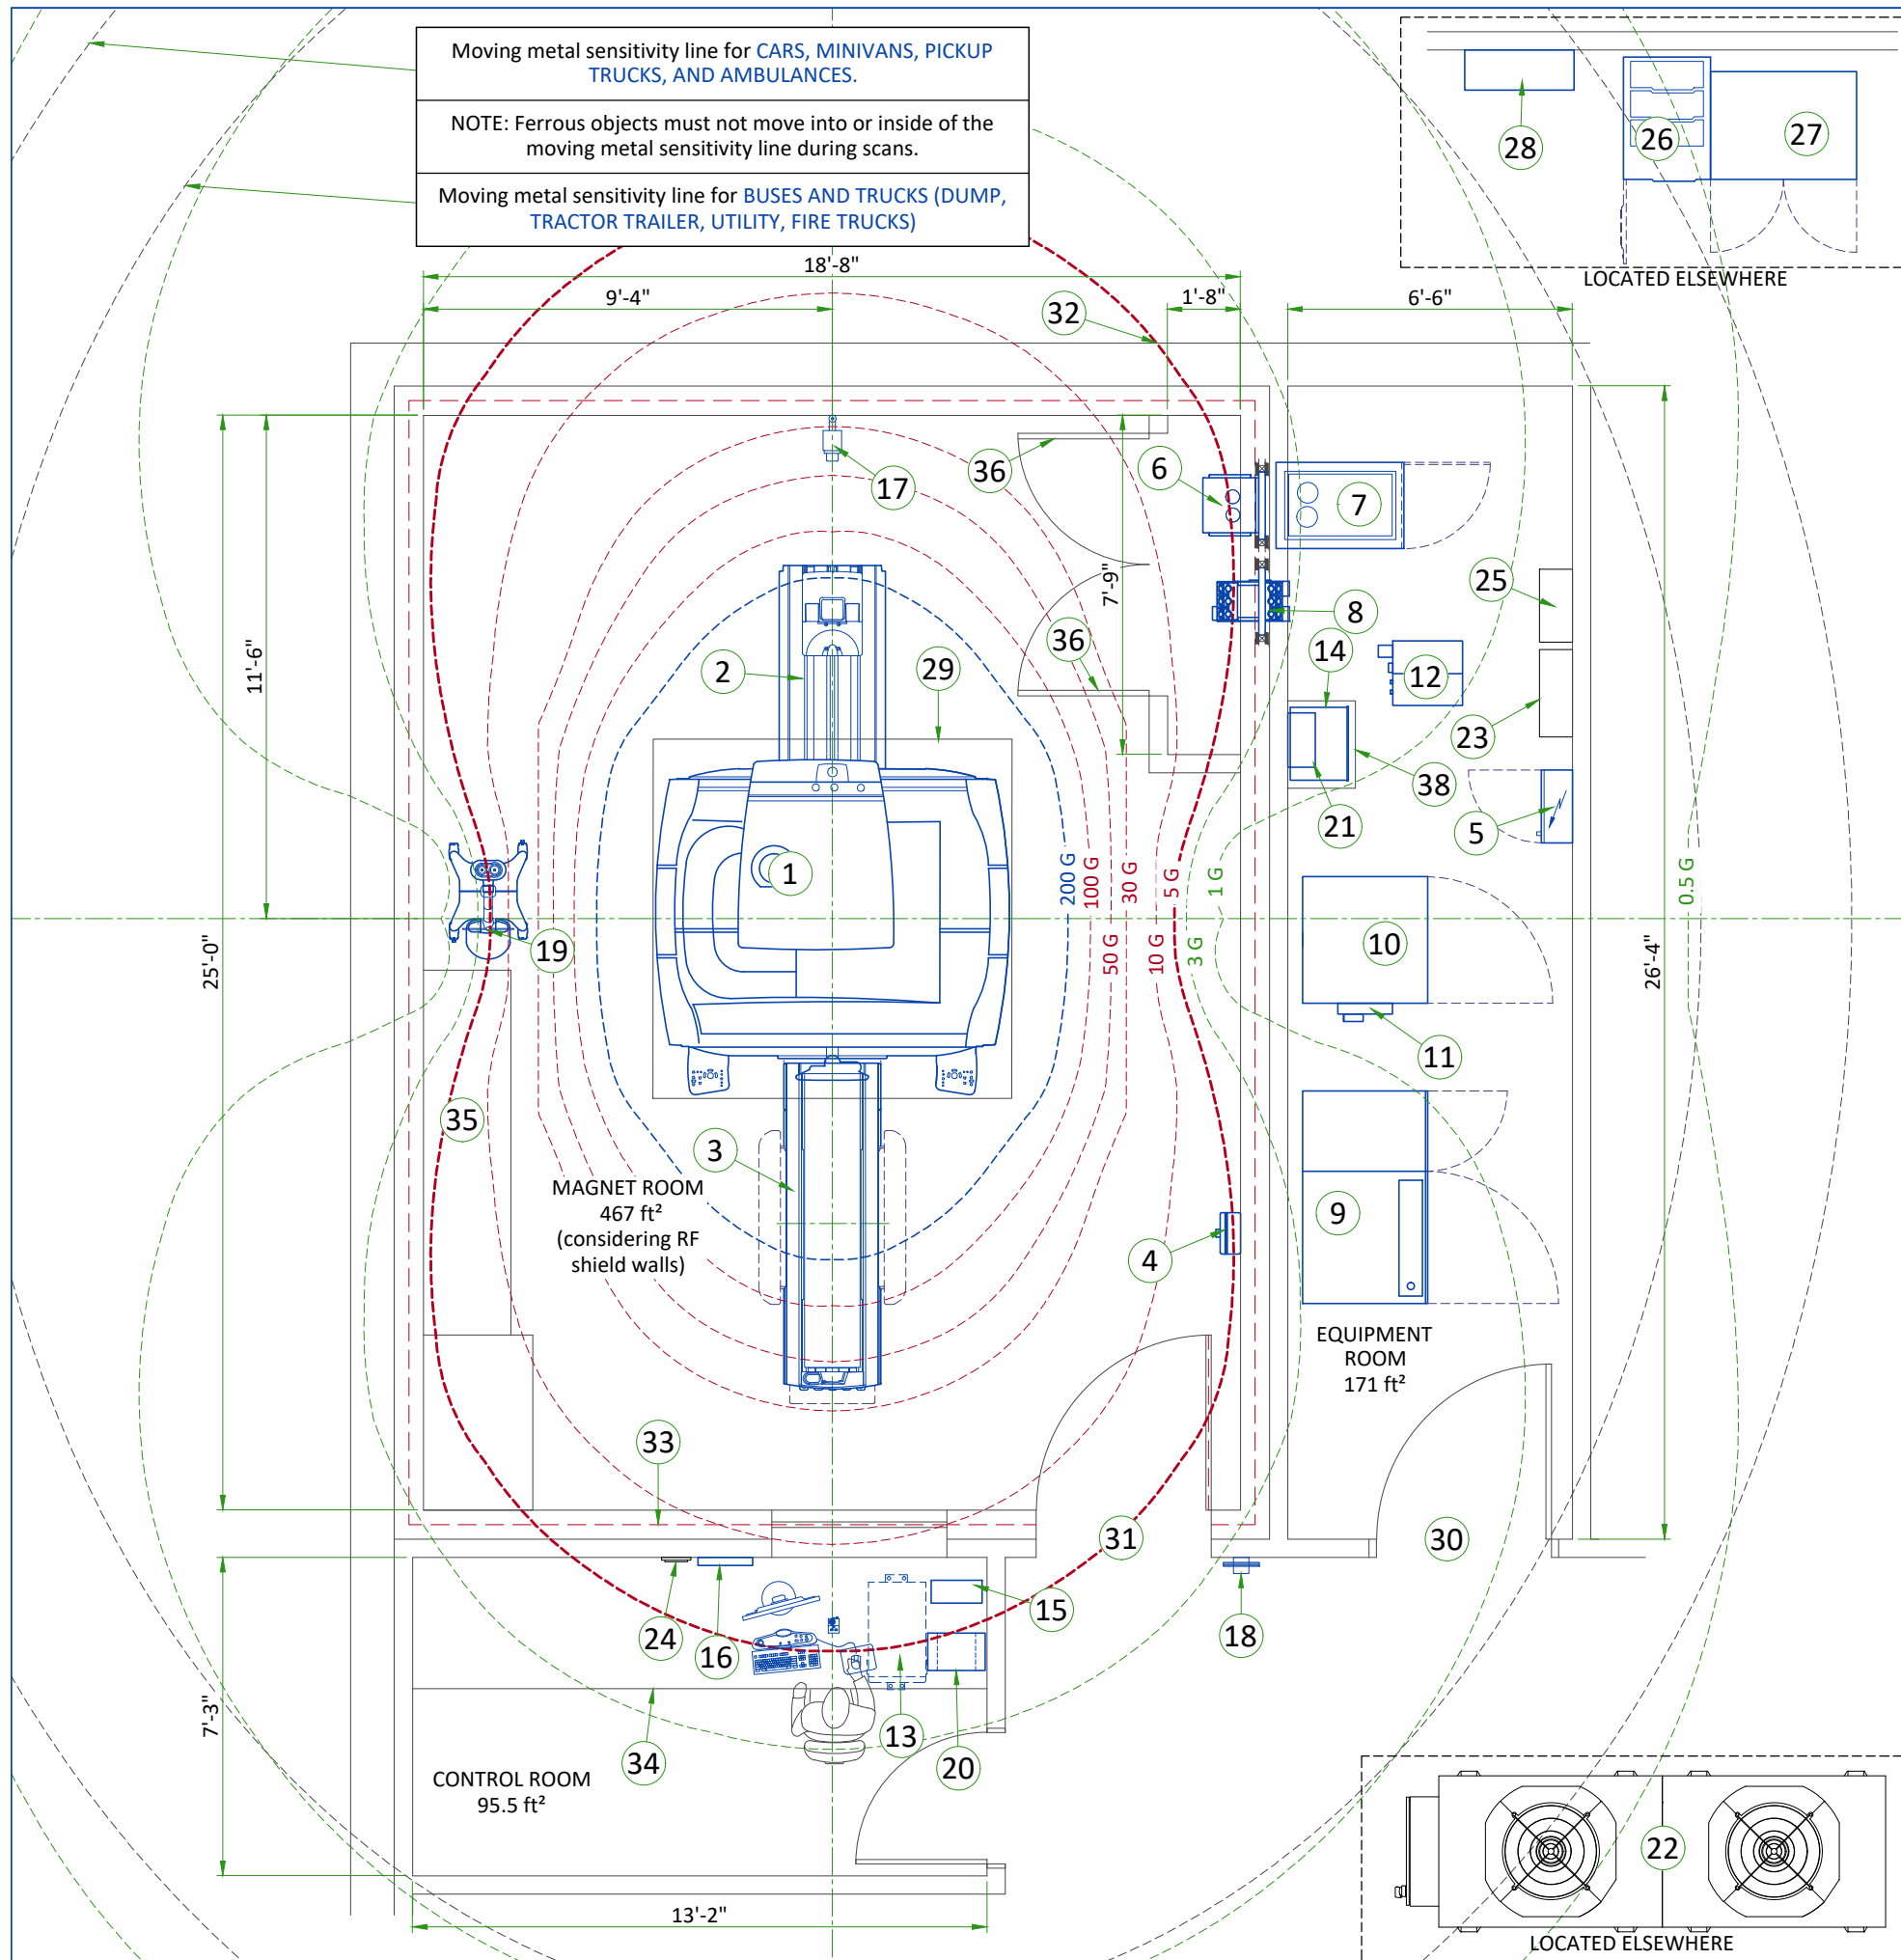 Moving metal sensitivity line for CARS, MINIVANS, PICKUP
TRUCKS, AND AMBULANCES.
NOTE: Ferrous objects must not move into or inside of the
moving metal sensitivity line during scans.
Moving metal sensitivity line for BUSES AND TRUCKS (DUMP,
TRACTOR TRAILER, UTILITY, FIRE TRUCKS)
28
26
27
LOCATED ELSEWHERE
18'-8"
9'-4"
1'-8"
6'-6"
32
36
6
17
7
25
7'-9"
8
36
14
2
29
12
11'-6"
23
38
21
5
1
200 G
100 G
50 G
30 G
10 G
5 G
3 G
1 G
0.5 G
19
10
25'-0"
26'-4"
11
35
3
MAGNET ROOM
467 ft²
(considering RF
shield walls)
4
9
EQUIPMENT
ROOM
171 ft²
33
31
30
24
16
15
18
7'-3"
34
13
20
CONTROL ROOM
95.5 ft²
22
13'-2"
LOCATED ELSEWHERE